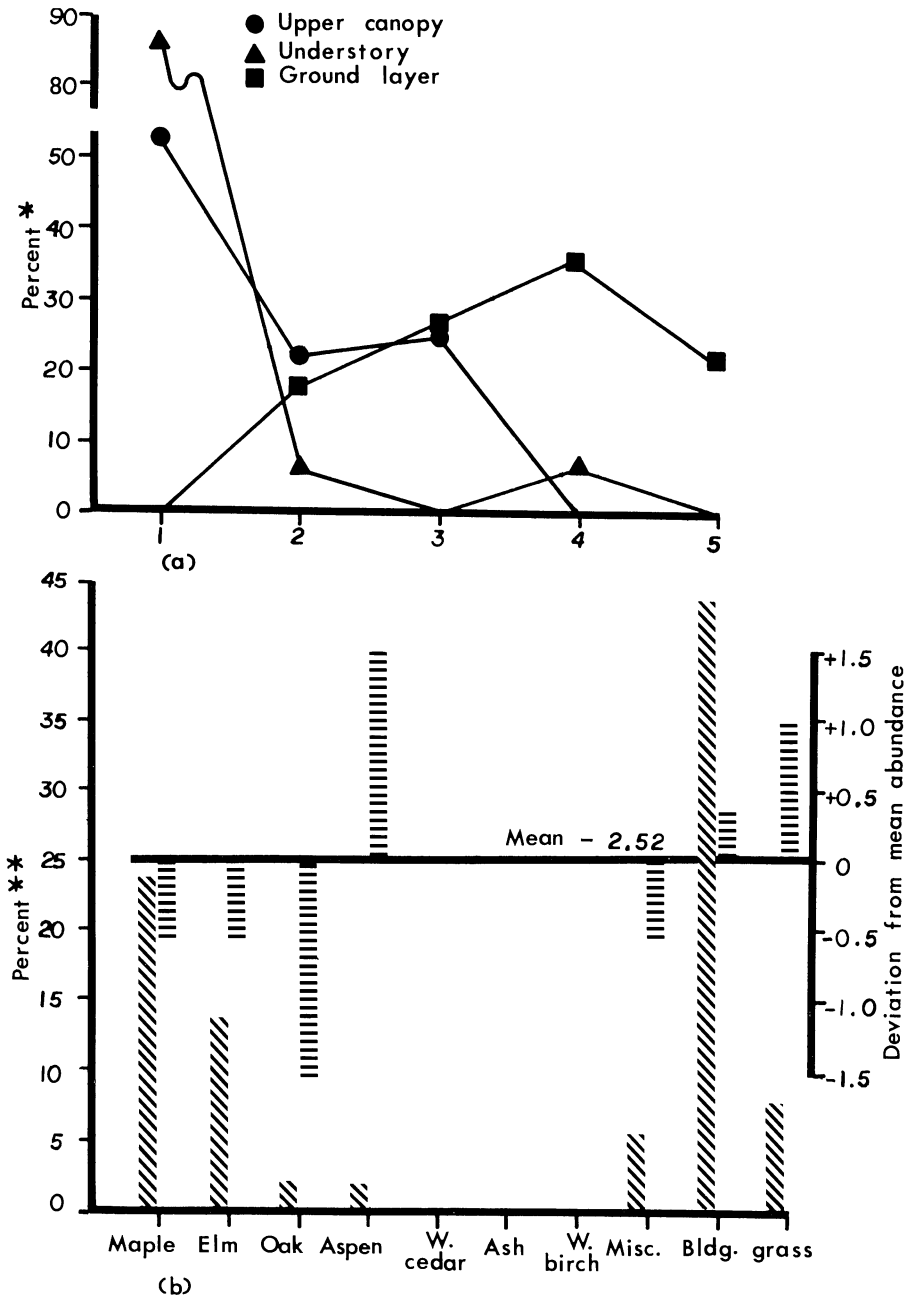 90
80
50
40
30
20
10
0
Percent *
Upper canopy
Understory
Ground layer
1 2 3 4 5
(a)
45
40
35
30
25
20
15
10
5
0
Percent **
Mean - 2.52
+1.5
+1.0
+0.5
0
-0.5
-1.0
-1.5
Deviation from mean abundance
Maple Elm Oak Aspen W. cedar Ash W. birch Misc. Bldg. grass
(b)